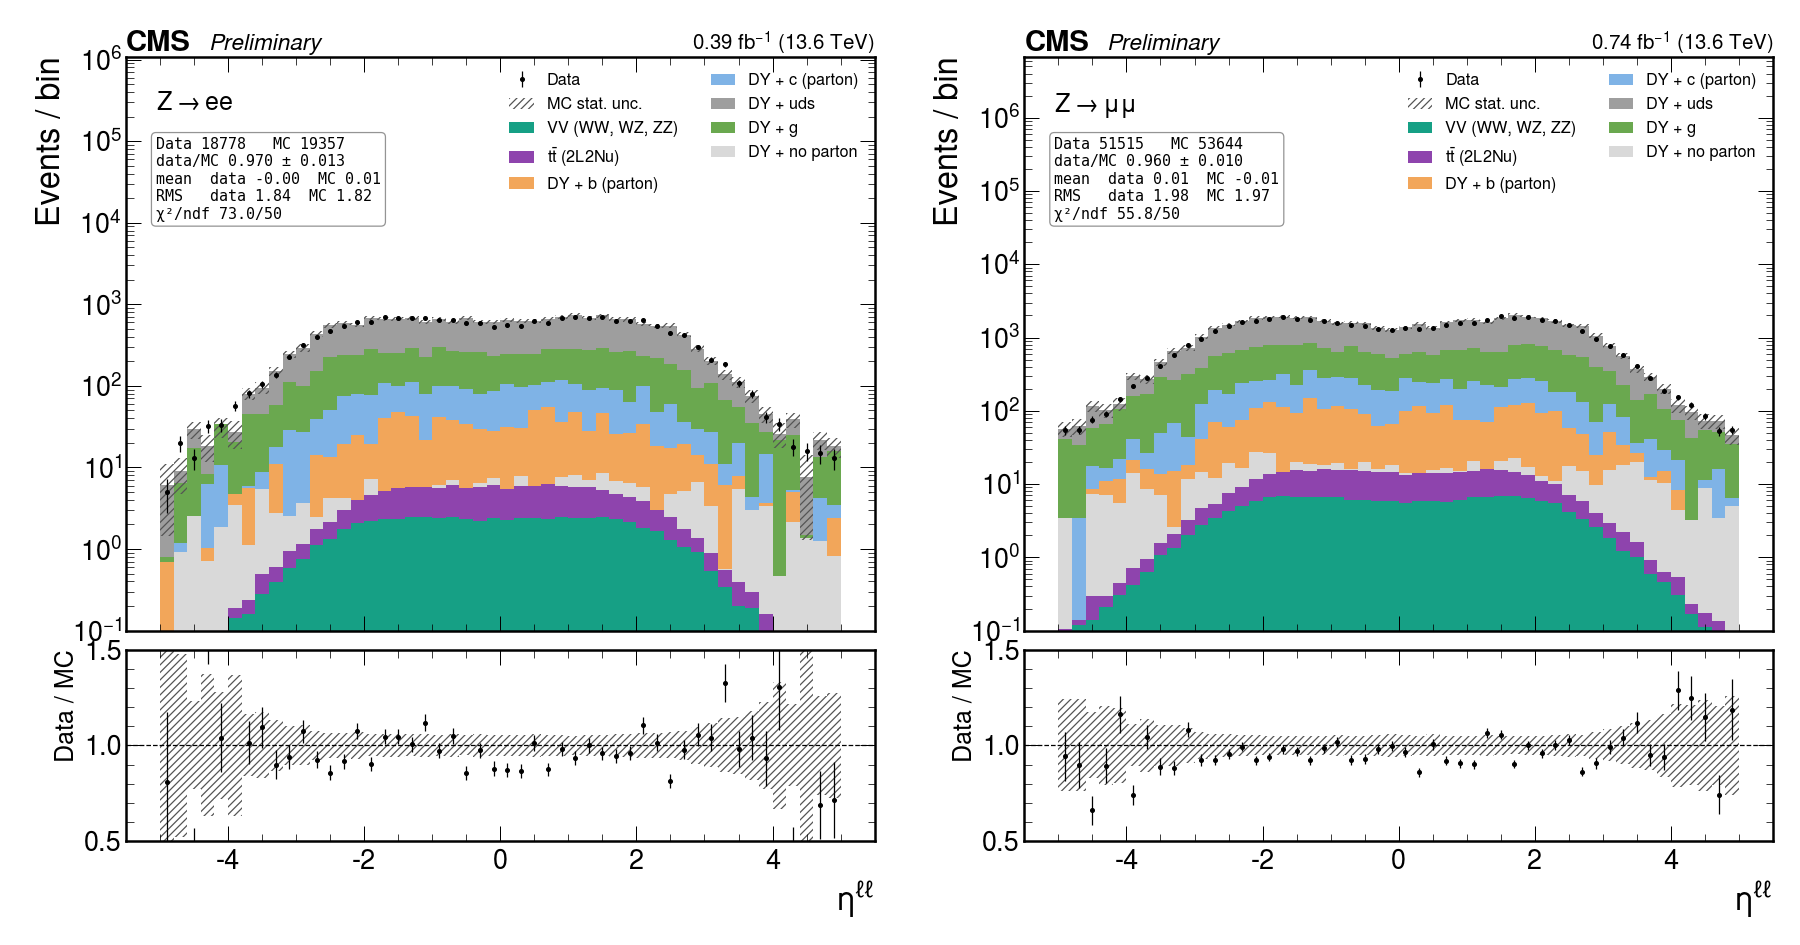 CMS Preliminary 0.39 fb⁻¹ (13.6 TeV)
Events / bin
10⁶
10⁵
10⁴
10³
10²
10¹
10⁰
10⁻¹
Z → ee
Data 18778 MC 19357
data/MC 0.970 ± 0.013
mean data -0.00 MC 0.01
RMS data 1.84 MC 1.82
χ²/ndf 73.0/50
Data
MC stat. unc.
VV (WW, WZ, ZZ)
tt̄ (2L2Nu)
DY + b (parton)
DY + c (parton)
DY + uds
DY + g
DY + no parton
Data / MC
1.5
1.0
0.5
-4 -2 0 2 4
η^ℓℓ
CMS Preliminary 0.74 fb⁻¹ (13.6 TeV)
Events / bin
10⁶
10⁵
10⁴
10³
10²
10¹
10⁰
10⁻¹
Z → μμ
Data 51515 MC 53644
data/MC 0.960 ± 0.010
mean data 0.01 MC -0.01
RMS data 1.98 MC 1.97
χ²/ndf 55.8/50
Data
MC stat. unc.
VV (WW, WZ, ZZ)
tt̄ (2L2Nu)
DY + b (parton)
DY + c (parton)
DY + uds
DY + g
DY + no parton
Data / MC
1.5
1.0
0.5
-4 -2 0 2 4
η^ℓℓ